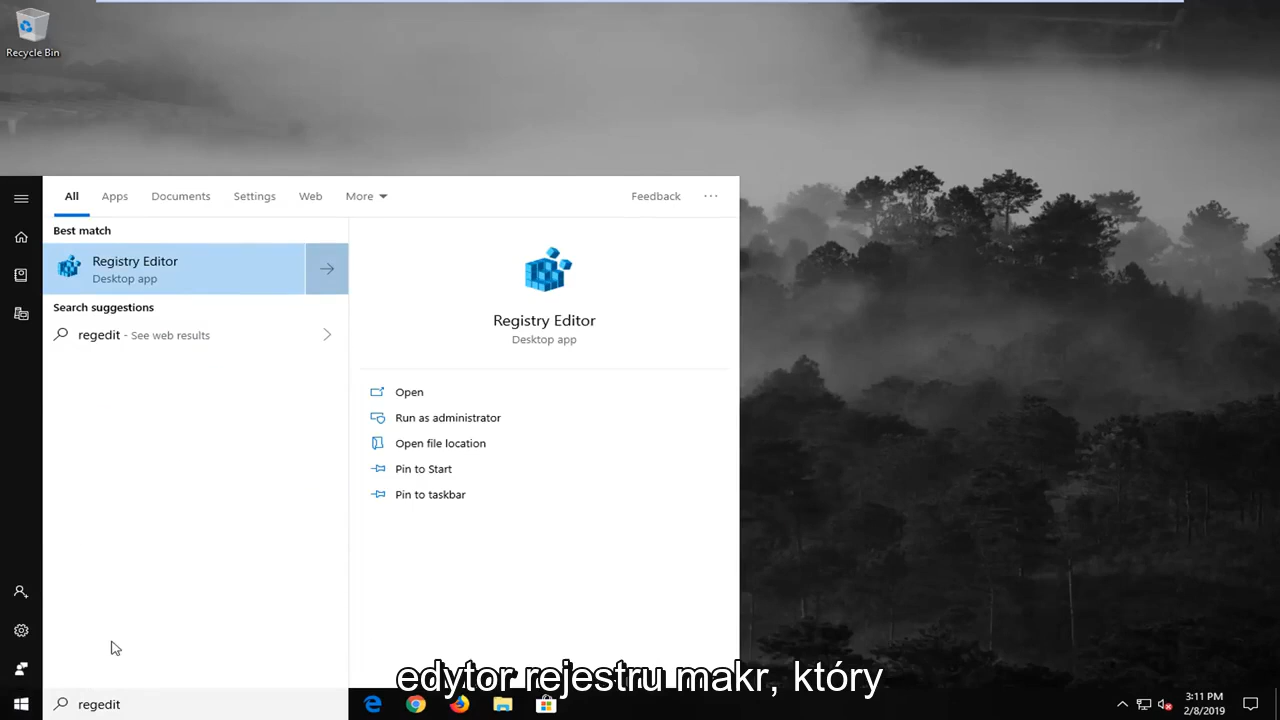 Recycle Bin
All Apps Documents Settings Web More Feedback ...
Best match
Registry Editor
Desktop app
Search suggestions
regedit - See web results
Registry Editor
Desktop app
Open
Run as administrator
Open file location
Pin to Start
Pin to taskbar
edytor rejestru makr, który
regedit
3:11 PM
2/8/2019